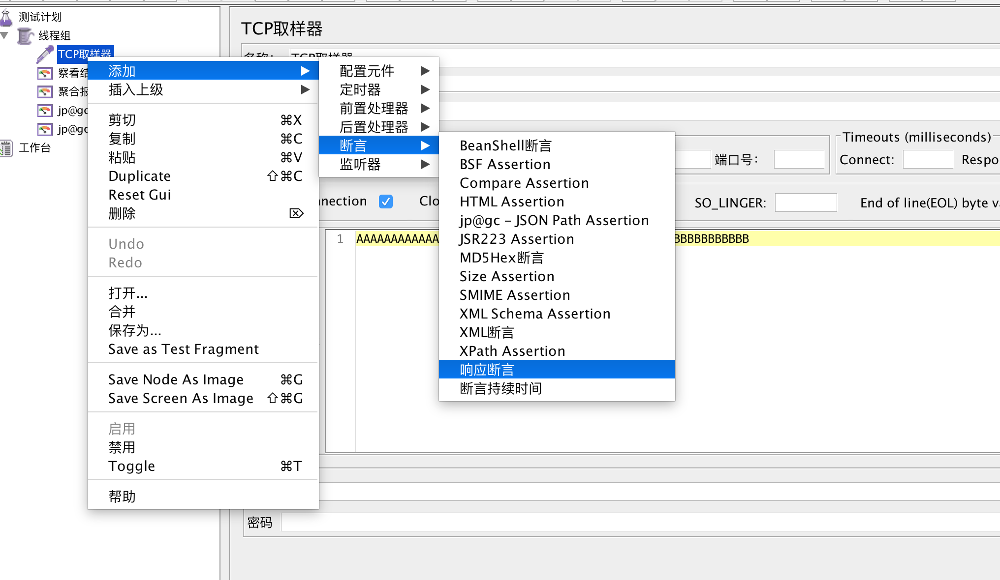 测试计划
线程组
TCP取样器
察看结
聚合报
jp@gc
jp@gc
工作台
添加
插入上级
剪切 ⌘X
复制 ⌘C
粘贴 ⌘V
Duplicate ⇧⌘C
Reset Gui
删除
Undo
Redo
打开...
合并
保存为...
Save as Test Fragment
Save Node As Image ⌘G
Save Screen As Image ⇧⌘G
启用
禁用
Toggle ⌘T
帮助
配置元件
定时器
前置处理器
后置处理器
断言
监听器
BeanShell断言
BSF Assertion
Compare Assertion
HTML Assertion
jp@gc - JSON Path Assertion
JSR223 Assertion
MD5Hex断言
Size Assertion
SMIME Assertion
XML Schema Assertion
XML断言
XPath Assertion
响应断言
断言持续时间
TCP取样器
名称: TCP取样器
Timeouts (milliseconds)
端口号:
Connect:
Respo
nnection
Clo
SO_LINGER:
End of line(EOL) byte va
1 AAAAAAAAAAAA BBBBBBBBBBB
密码